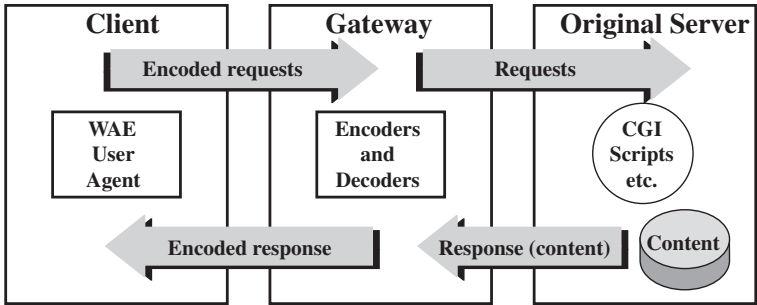 Client
Gateway
Original Server
Encoded requests
Requests
WAE
User
Agent
Encoders
and
Decoders
CGI
Scripts
etc.
Encoded response
Response (content)
Content